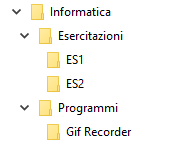 Informatica
Esercitazioni
ES1
ES2
Programmi
Gif Recorder